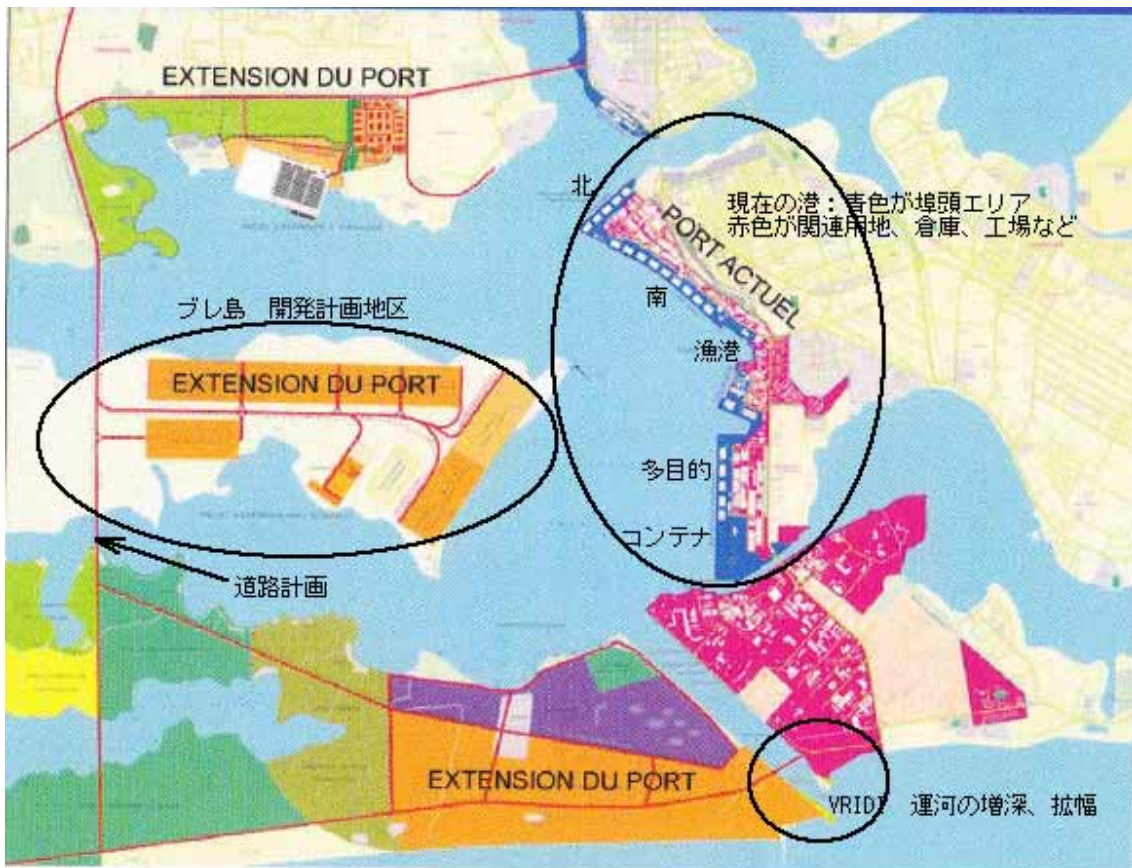 EXTENSION DU PORT
北
現在の港：青色が埠頭エリア
赤色が関連用地、倉庫、工場など
PORT ACTUEL
南
ブレ島　開発計画地区
漁港
EXTENSION DU PORT
多目的
コンテナ
道路計画
EXTENSION DU PORT
VRIDI　運河の増深、拡幅